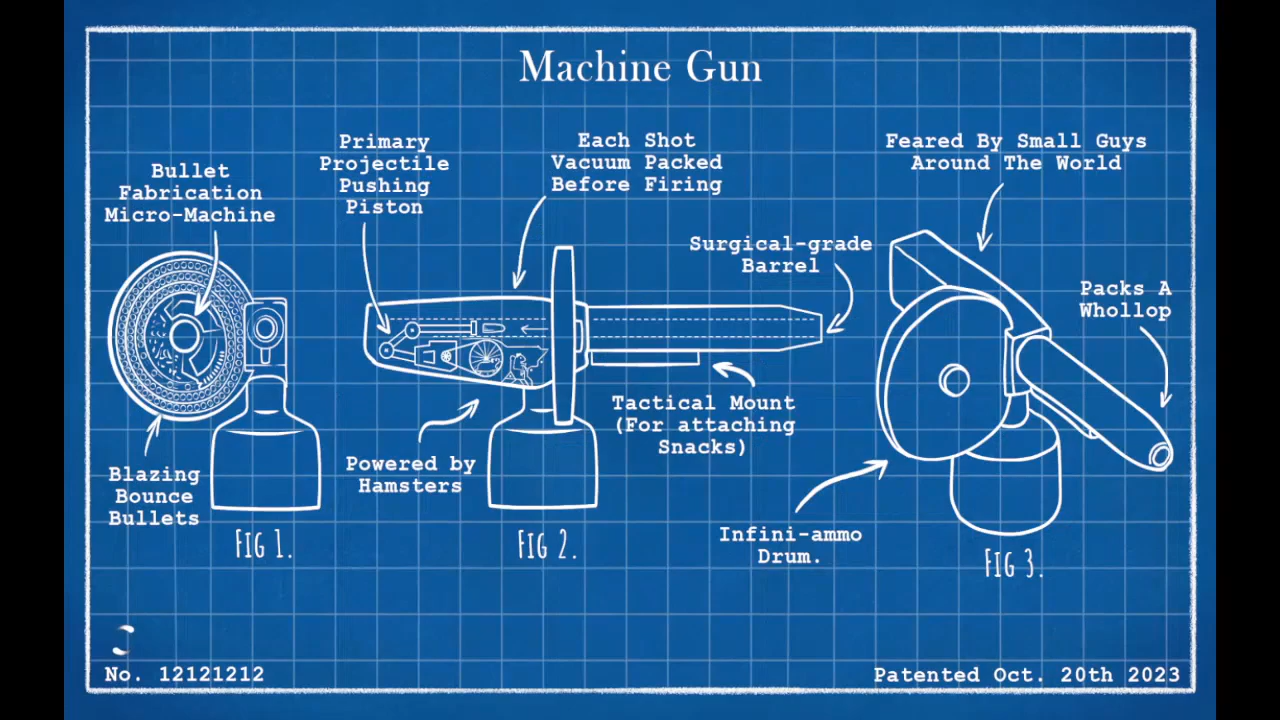 Machine Gun
Bullet
Fabrication
Micro-Machine
Primary
Projectile
Pushing
Piston
Each Shot
Vacuum Packed
Before Firing
Feared By Small Guys
Around The World
Surgical-grade
Barrel
Packs A
Whollop
Tactical Mount
(For attaching
Snacks)
Powered by
Hamsters
Blazing
Bounce
Bullets
Infini-ammo
Drum.
FIG 1.
FIG 2.
FIG 3.
No. 12121212
Patented Oct. 20th 2023